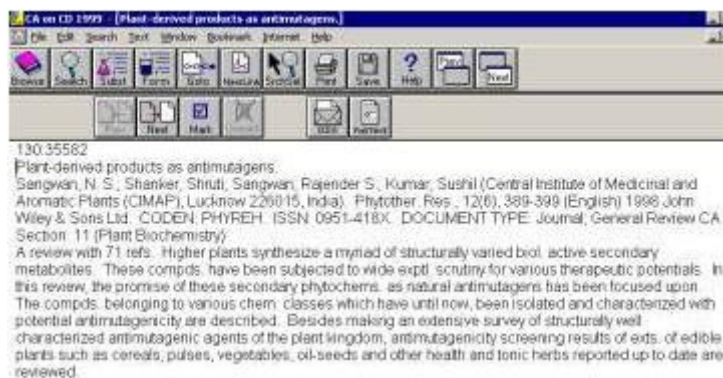 CA on CD 1999 - [Plant-derived products as antimutagens.]
File Edit Search Text Window Bookmark Internet Help
Browse Search Subst Form Goto NextLink SrchSel Print Save Help Prev Next
Next Mark
130:35582
Plant-derived products as antimutagens.
Sangwan, N. S.; Shanker, Shruti; Sangwan, Rajender S.; Kumar, Sushil (Central Institute of Medicinal and
Aromatic Plants (CIMAP), Lucknow 226015, India). Phytother. Res., 12(6), 389-399 (English) 1998 John
Wiley & Sons Ltd. CODEN: PHYREH. ISSN: 0951-418X. DOCUMENT TYPE: Journal; General Review CA
Section: 11 (Plant Biochemistry)
A review with 71 refs. Higher plants synthesize a myriad of structurally varied biol. active secondary
metabolites. These compds. have been subjected to wide exptl. scrutiny for various therapeutic potentials. In
this review, the promise of these secondary phytochems. as natural antimutagens has been focused upon.
The compds. belonging to various chem. classes which have until now, been isolated and characterized with
potential antimutagenicity are described. Besides making an extensive survey of structurally well
characterized antimutagenic agents of the plant kingdom, antimutagenicity screening results of exts. of edible
plants such as cereals, pulses, vegetables, oil-seeds and other health and tonic herbs reported up to date are
reviewed.